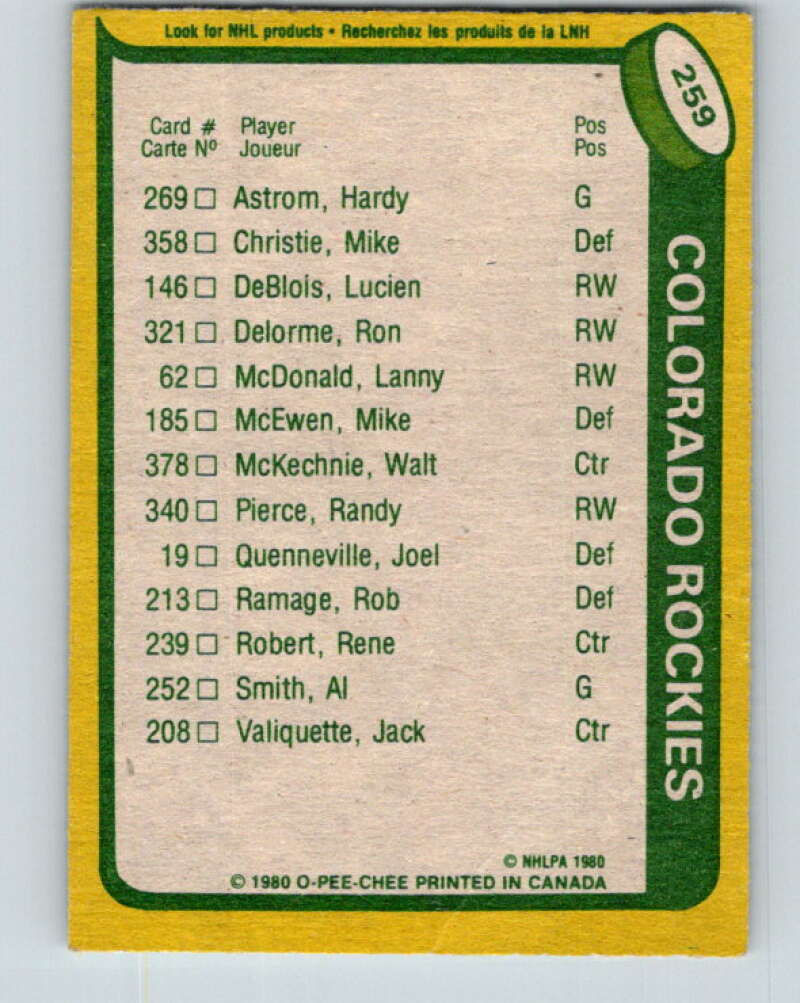 Look for NHL products • Recherchez les produits de la LNH
259
Card # Player Pos
Carte Nº Joueur Pos
269 □ Astrom, Hardy G
358 □ Christie, Mike Def
146 □ DeBlois, Lucien RW
321 □ Delorme, Ron RW
62 □ McDonald, Lanny RW
185 □ McEwen, Mike Def
378 □ McKechnie, Walt Ctr
340 □ Pierce, Randy RW
19 □ Quenneville, Joel Def
213 □ Ramage, Rob Def
239 □ Robert, Rene Ctr
252 □ Smith, Al G
208 □ Valiquette, Jack Ctr
COLORADO ROCKIES
© NHLPA 1980
© 1980 O-PEE-CHEE PRINTED IN CANADA